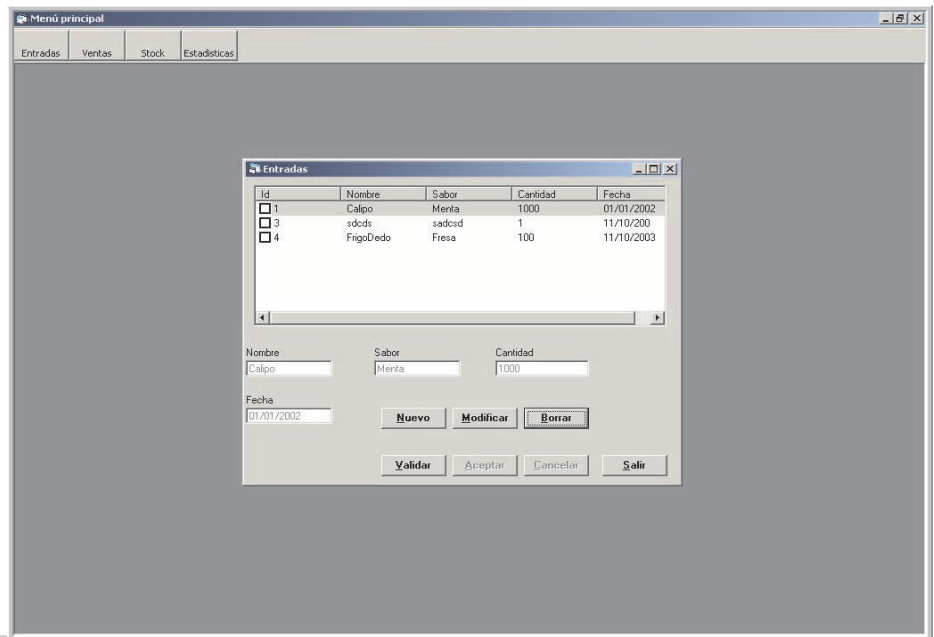 Menú principal
Entradas Ventas Stock Estadisticas
Entradas
Id Nombre Sabor Cantidad Fecha
1 Calipo Menta 1000 01/01/2002
3 sdcds sadcsd 1 11/10/200
4 FrigoDedo Fresa 100 11/10/2003
Nombre Sabor Cantidad
Calipo Menta 1000
Fecha
01/01/2002
Nuevo Modificar Borrar
Validar Aceptar Cancelar Salir